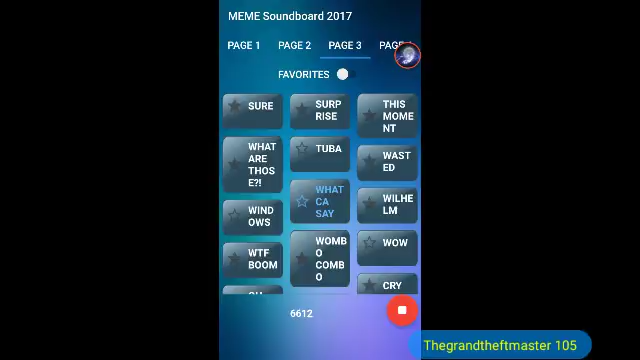 MEME Soundboard 2017
PAGE 1
PAGE 2
PAGE 3
PAGE
FAVORITES
SURE
SURP
RISE
THIS
MOME
NT
WHAT
ARE
THOS
E?!
TUBA
WAST
ED
WHAT
CA
SAY
WILHE
LM
WIND
OWS
WOMB
O
COMB
O
WOW
WTF
BOOM
CRY
6612
Thegrandtheftmaster 105